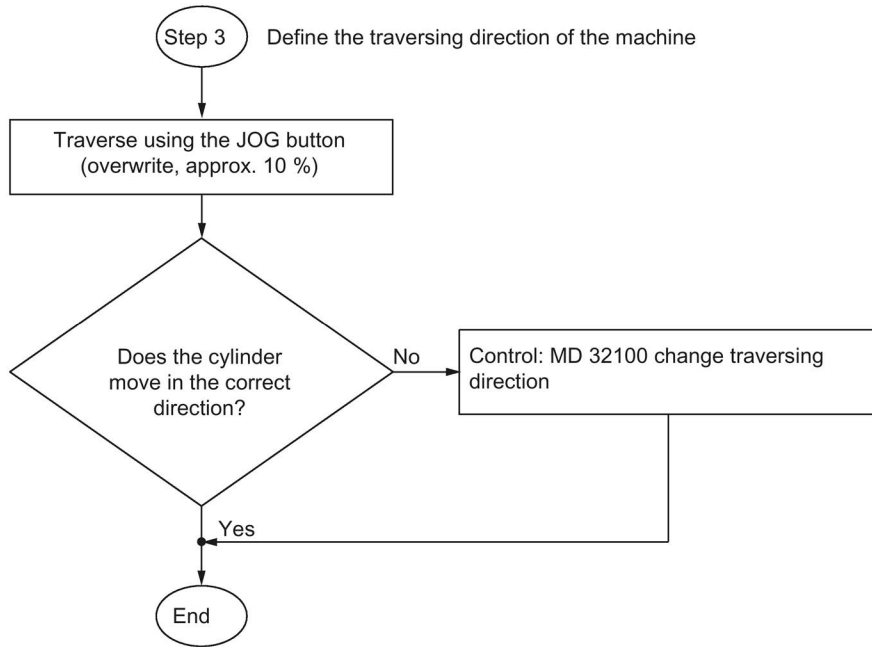 Step 3
Define the traversing direction of the machine
Traverse using the JOG button
(overwrite, approx. 10 %)
Does the cylinder
move in the correct
direction?
No
Control: MD 32100 change traversing
direction
Yes
End